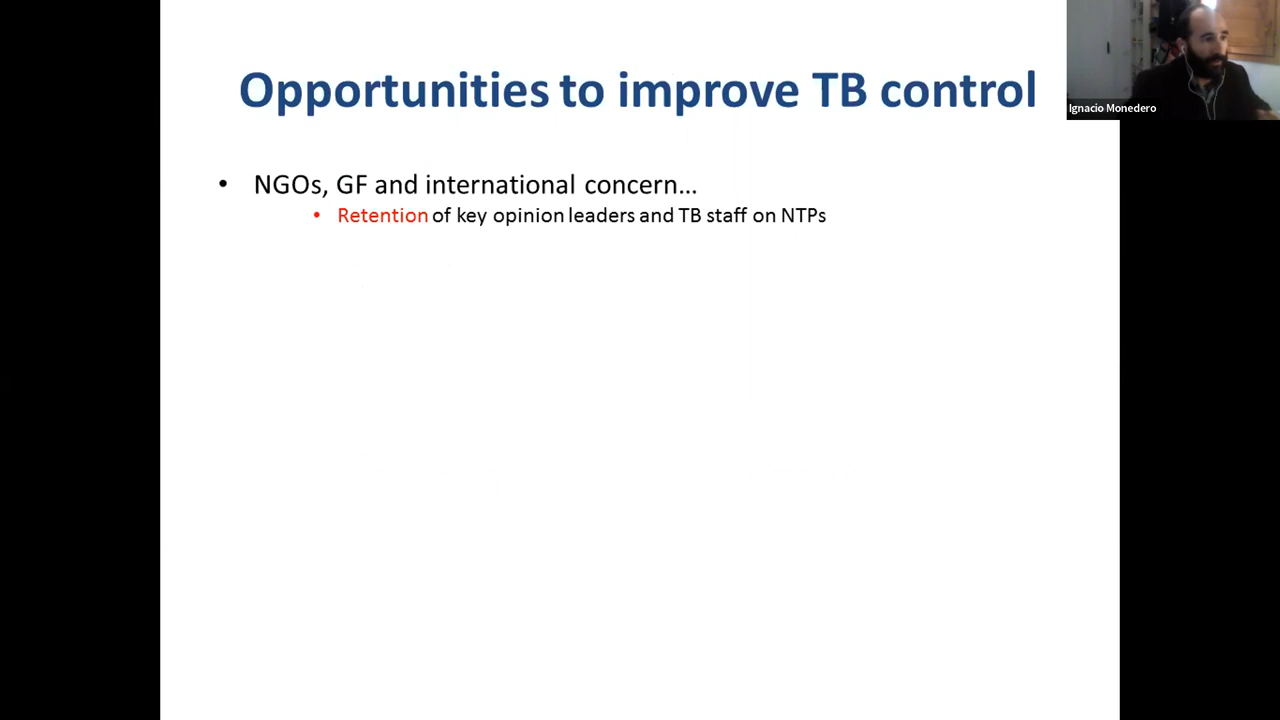 Opportunities to improve TB control
Ignacio Monedero
• NGOs, GF and international concern…
• Retention of key opinion leaders and TB staff on NTPs